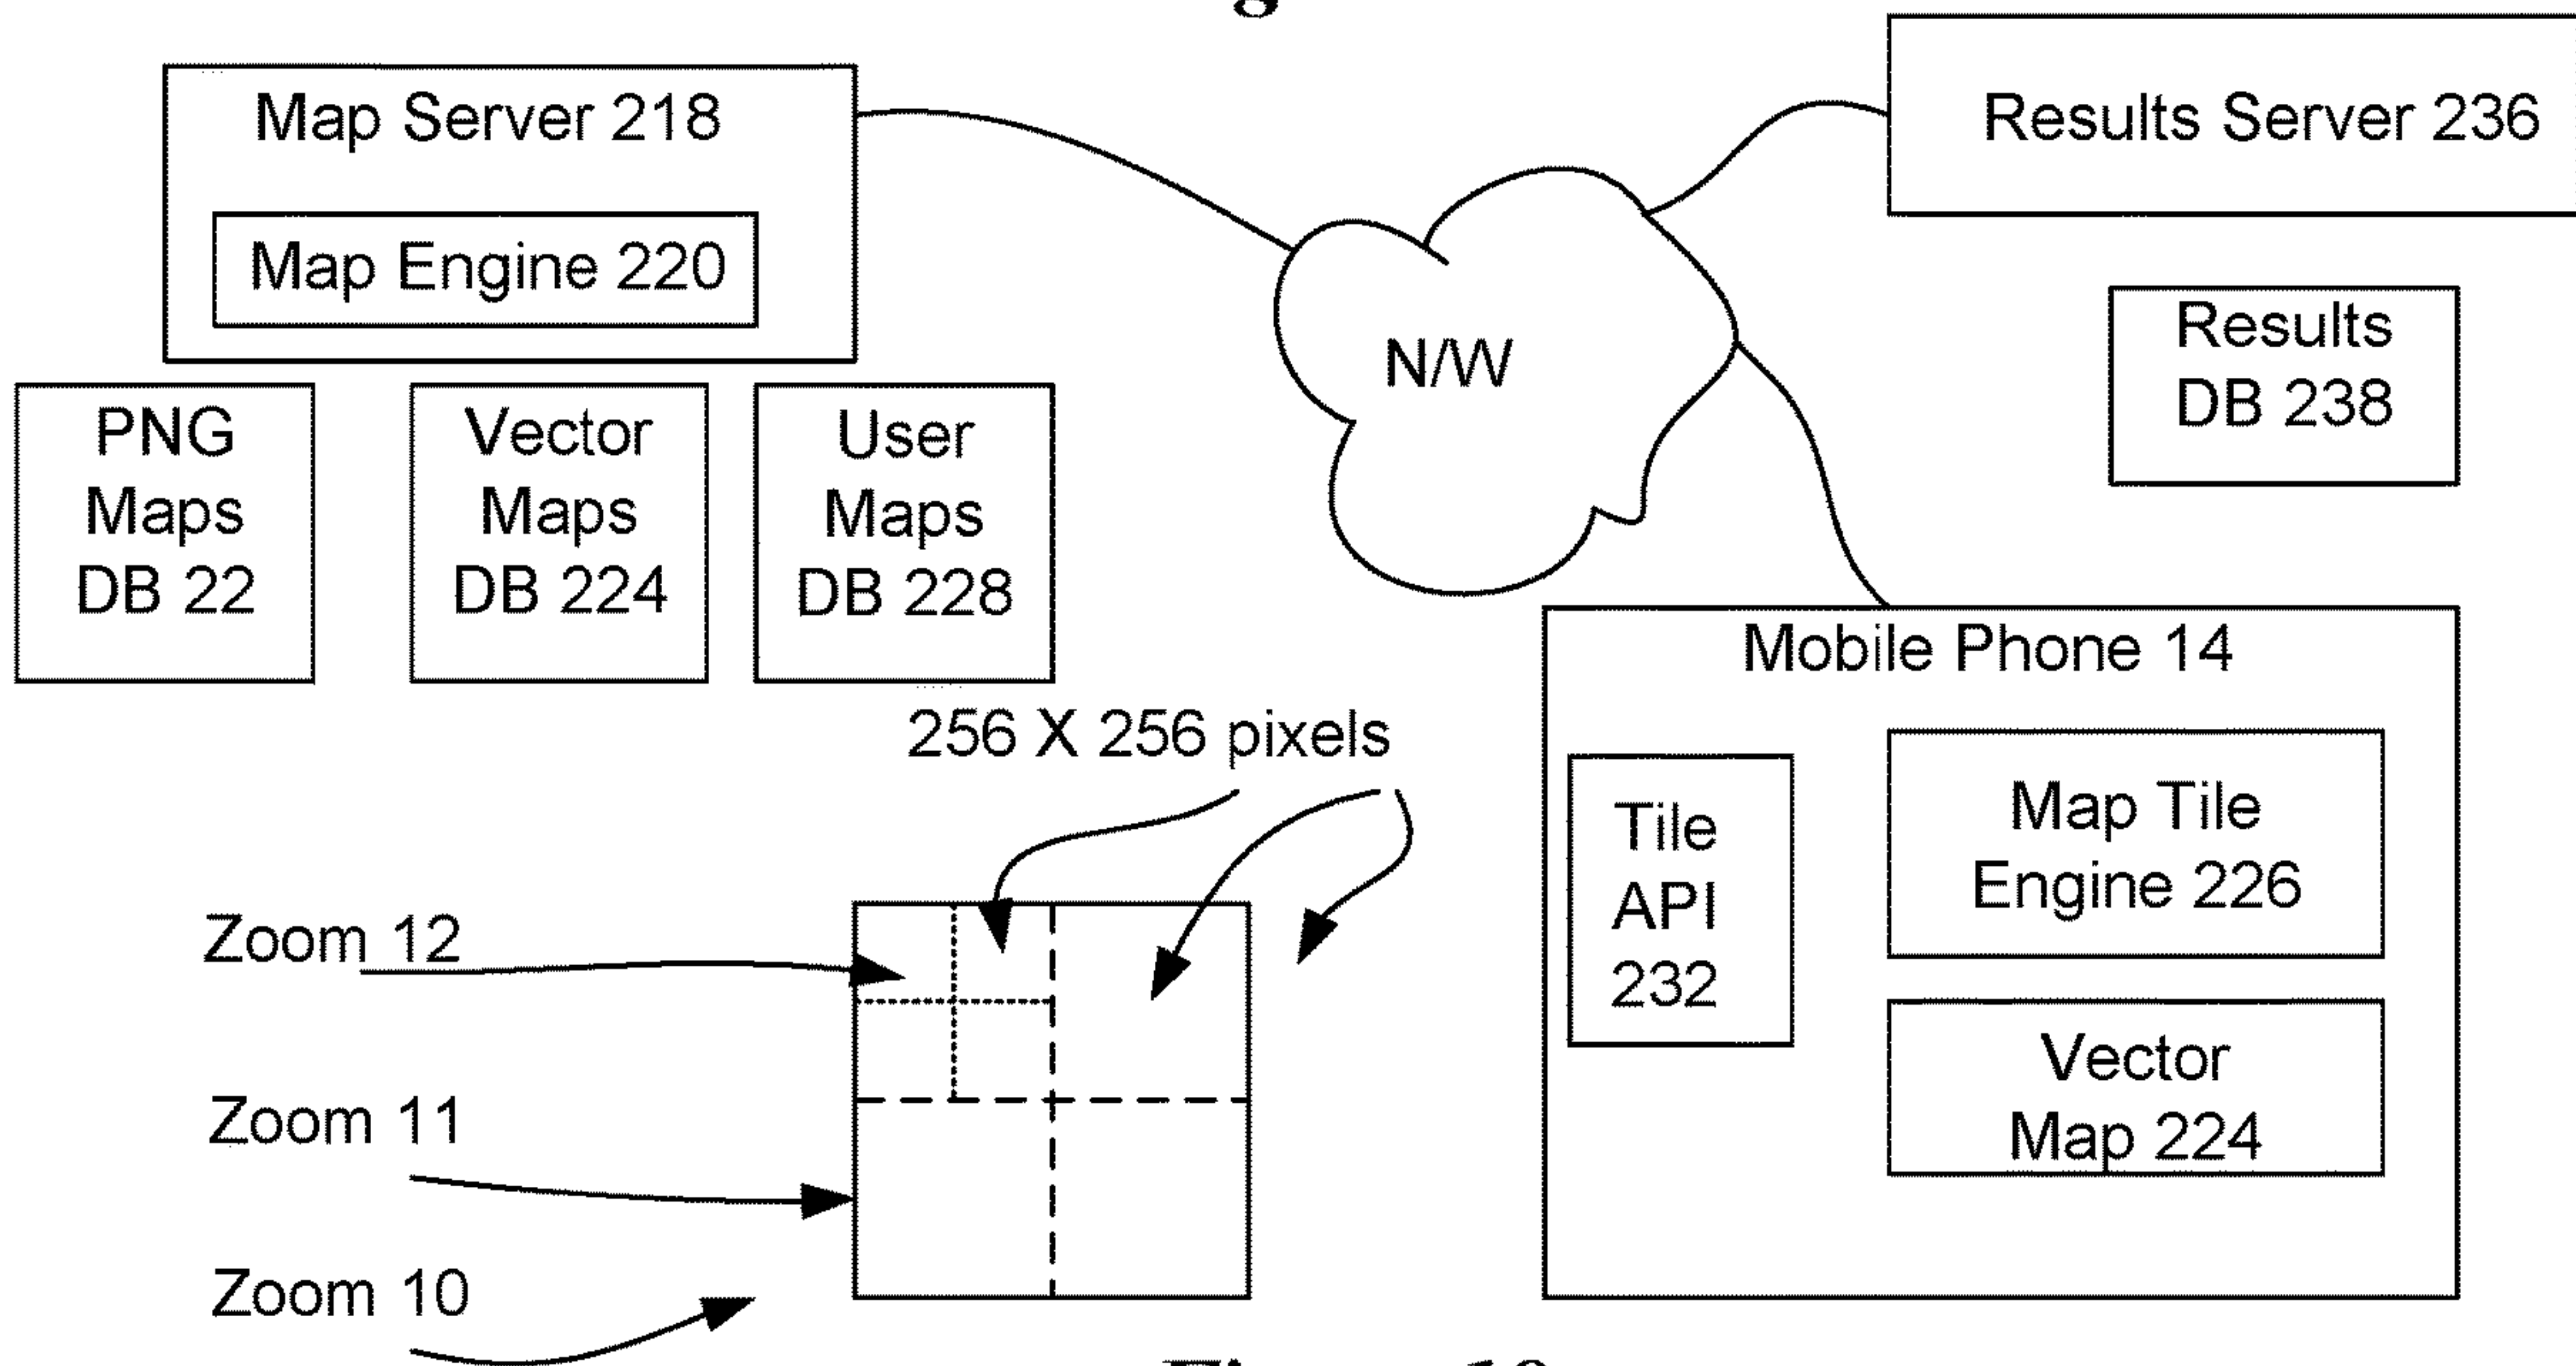 Map Server 218
Map Engine 220
PNG
Maps
DB 22
Vector
Maps
DB 224
User
Maps
DB 228
N/W
Results Server 236
Results
DB 238
Mobile Phone 14
Tile
API
232
Map Tile
Engine 226
Vector
Map 224
256 X 256 pixels
Zoom 12
Zoom 11
Zoom 10